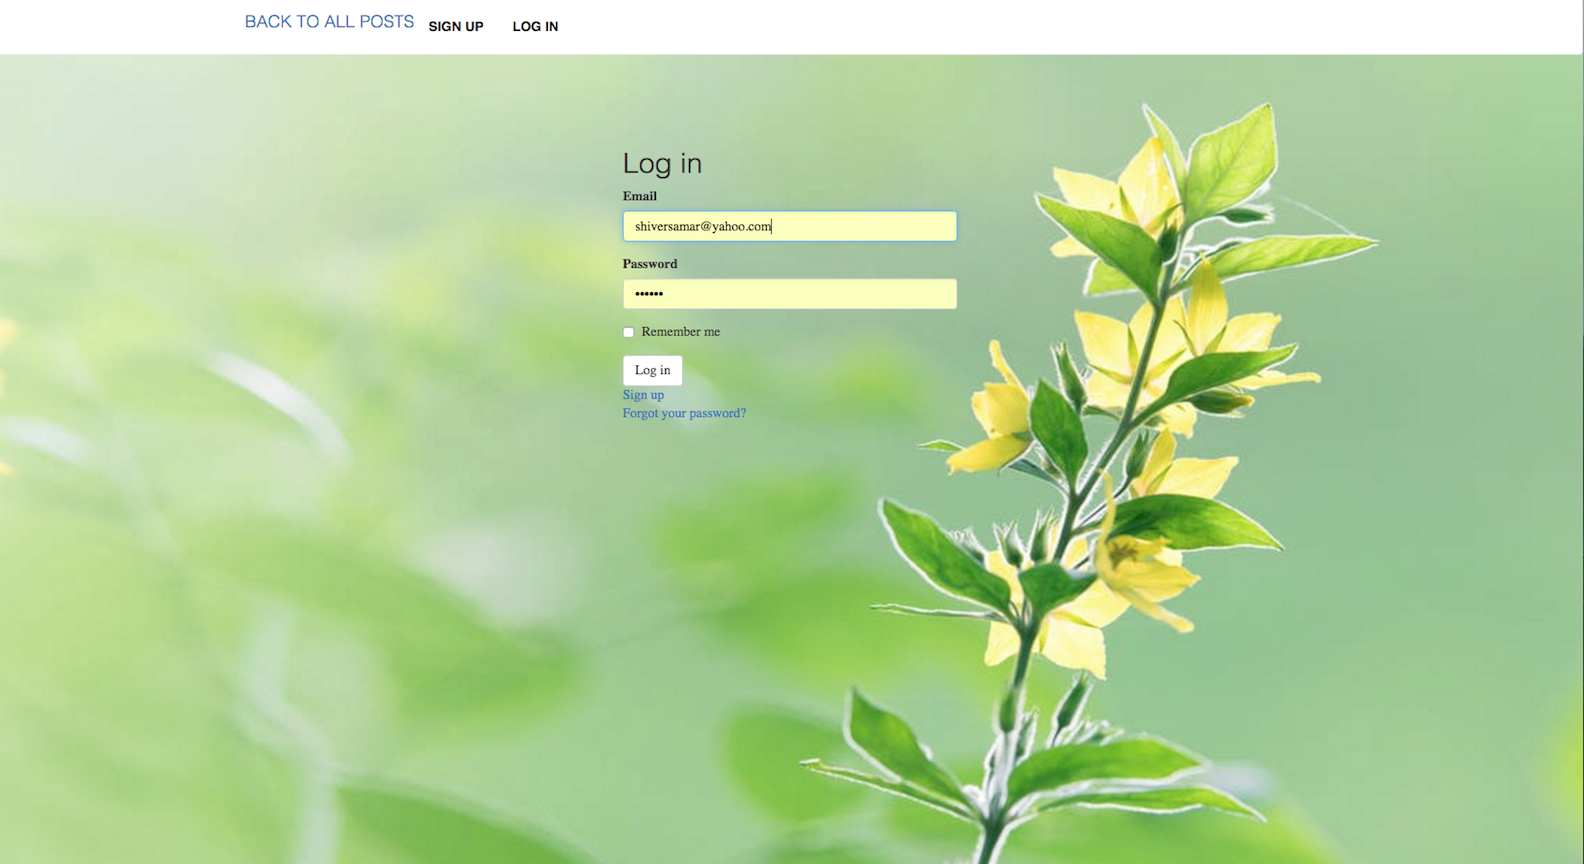 BACK TO ALL POSTS SIGN UP LOG IN
Log in
Email
shiversamar@yahoo.com
Password
••••••
Remember me
Log in
Sign up
Forgot your password?